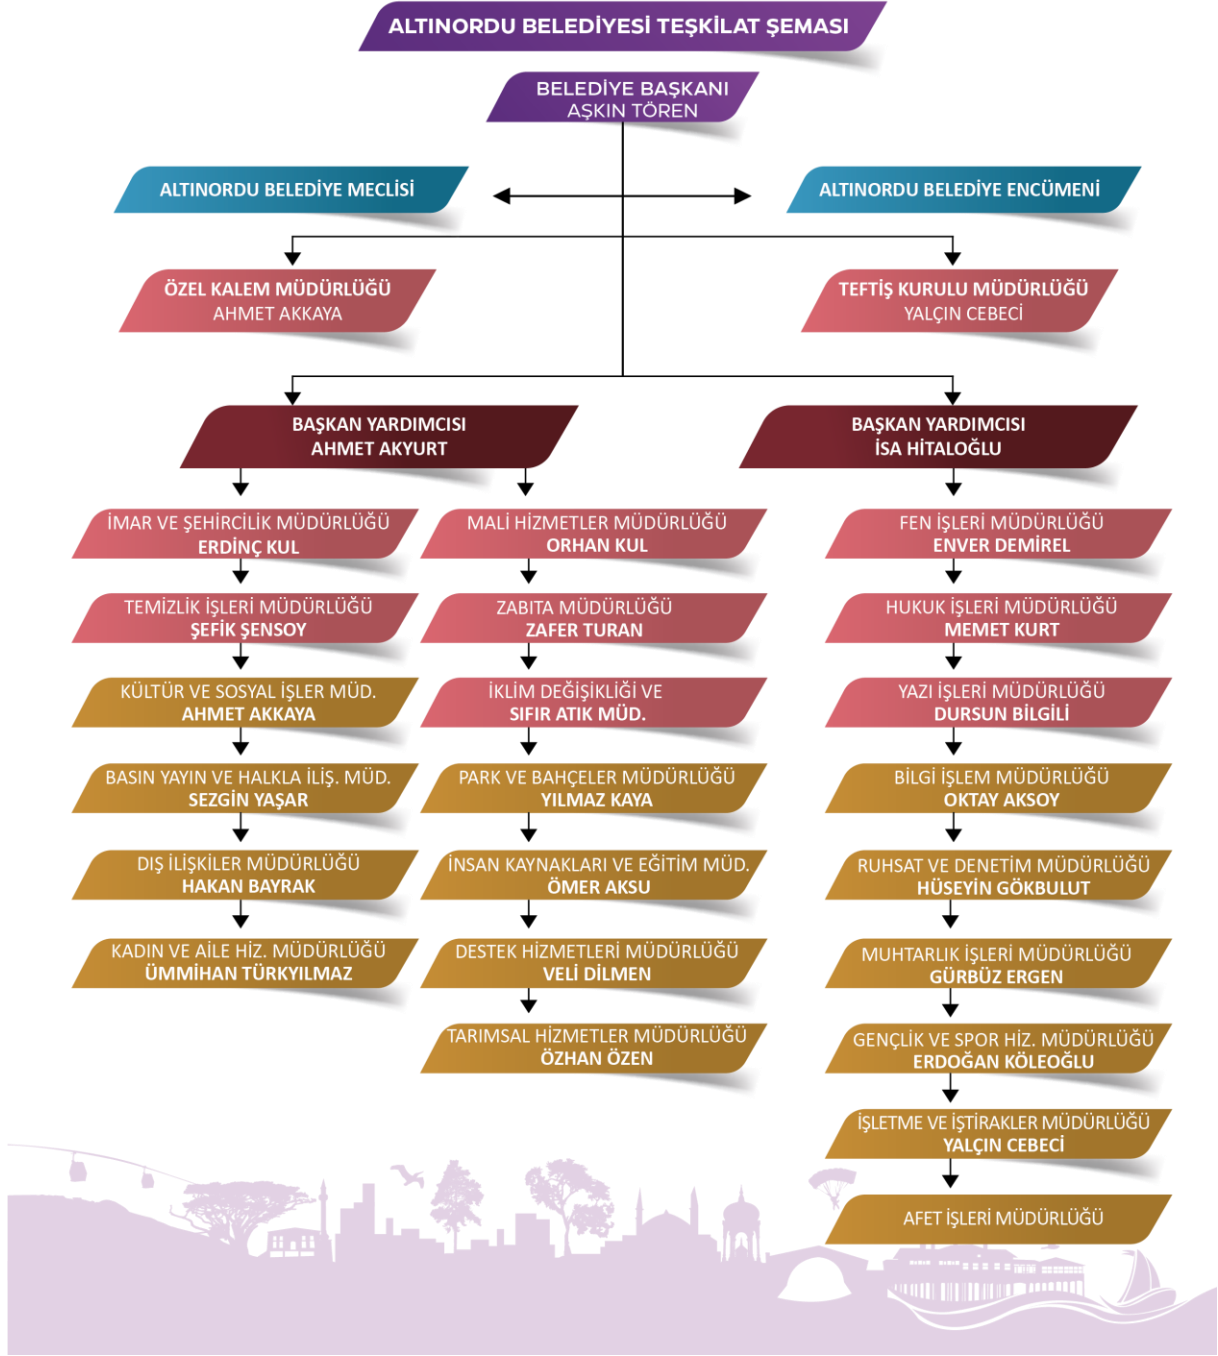 ALTINORDU BELEDİYESİ TEŞKİLAT ŞEMASI
BELEDİYE BAŞKANI
AŞKIN TÖREN
ALTINORDU BELEDİYE MECLİSİ
ALTINORDU BELEDİYE ENCÜMENİ
ÖZEL KALEM MÜDÜRLÜĞÜ
AHMET AKKAYA
TEFTİŞ KURULU MÜDÜRLÜĞÜ
YALÇIN CEBECİ
BAŞKAN YARDIMCISI
AHMET AKYURT
BAŞKAN YARDIMCISI
İSA HİTALOĞLU
İMAR VE ŞEHİRCİLİK MÜDÜRLÜĞÜ
ERDİNÇ KUL
TEMİZLİK İŞLERİ MÜDÜRLÜĞÜ
ŞEFİK ŞENSOY
KÜLTÜR VE SOSYAL İŞLER MÜD.
AHMET AKKAYA
BASIN YAYIN VE HALKLA İLİŞ. MÜD.
SEZGİN YAŞAR
DIŞ İLİŞKİLER MÜDÜRLÜĞÜ
HAKAN BAYRAK
KADIN VE AİLE HİZ. MÜDÜRLÜĞÜ
ÜMMİHAN TÜRKYILMAZ
MALİ HİZMETLER MÜDÜRLÜĞÜ
ORHAN KUL
ZABITA MÜDÜRLÜĞÜ
ZAFER TURAN
İKLİM DEĞİŞİKLİĞİ VE
SIFIR ATIK MÜD.
PARK VE BAHÇELER MÜDÜRLÜĞÜ
YILMAZ KAYA
İNSAN KAYNAKLARI VE EĞİTİM MÜD.
ÖMER AKSU
DESTEK HİZMETLERİ MÜDÜRLÜĞÜ
VELİ DİLMEN
TARIMSAL HİZMETLER MÜDÜRLÜĞÜ
ÖZHAN ÖZEN
FEN İŞLERİ MÜDÜRLÜĞÜ
ENVER DEMİREL
HUKUK İŞLERİ MÜDÜRLÜĞÜ
MEMET KURT
YAZI İŞLERİ MÜDÜRLÜĞÜ
DURSUN BİLGİLİ
BİLGİ İŞLEM MÜDÜRLÜĞÜ
OKTAY AKSOY
RUHSAT VE DENETİM MÜDÜRLÜĞÜ
HÜSEYİN GÖKBULUT
MUHTARLIK İŞLERİ MÜDÜRLÜĞÜ
GÜRBÜZ ERGEN
GENÇLİK VE SPOR HİZ. MÜDÜRLÜĞÜ
ERDOĞAN KÖLEOĞLU
İŞLETME VE İŞTİRAKLER MÜDÜRLÜĞÜ
YALÇIN CEBECİ
AFET İŞLERİ MÜDÜRLÜĞÜ